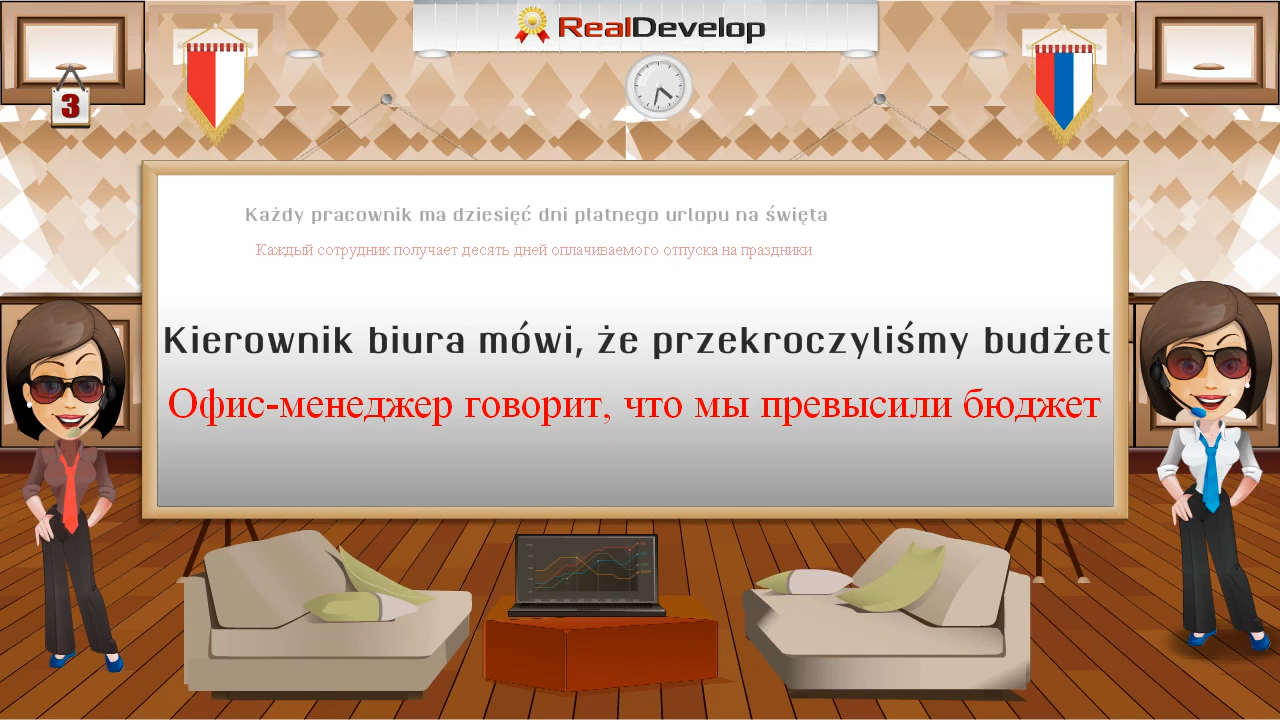 RealDevelop
3
Każdy pracownik ma dziesięć dni płatnego urlopu na święta
Каждый сотрудник получает десять дней оплачиваемого отпуска на праздники
Kierownik biura mówi, że przekroczyliśmy budżet
Офис-менеджер говорит, что мы превысили бюджет